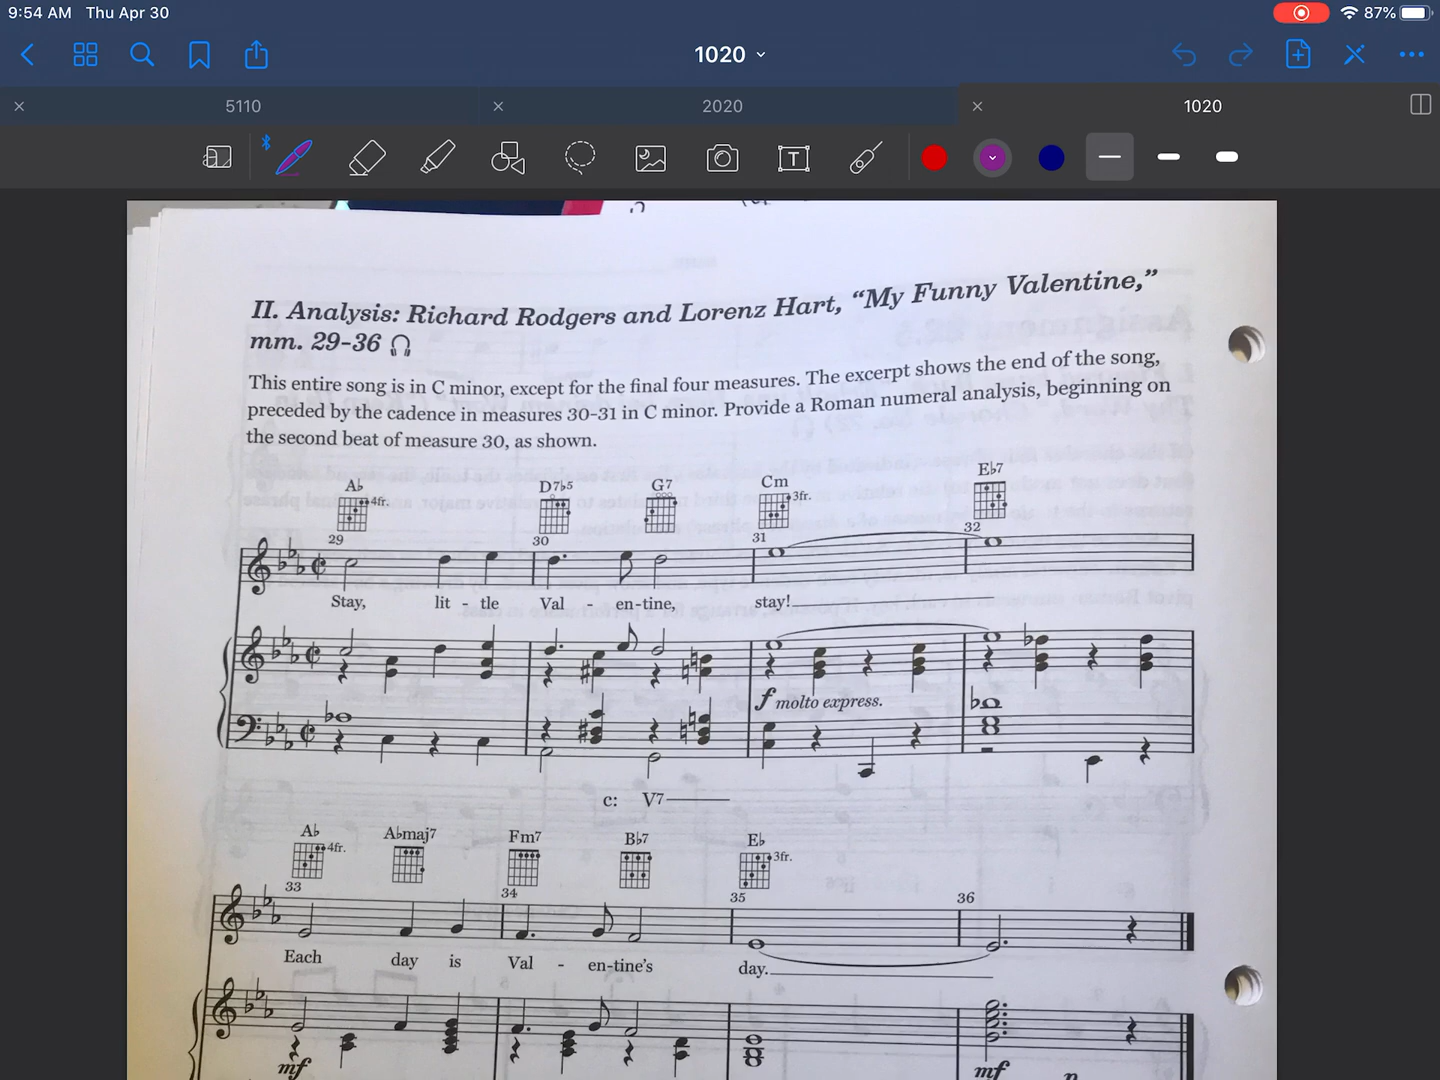 9:54 AM Thu Apr 30
87%
1020
5110
2020
1020
T
II. Analysis: Richard Rodgers and Lorenz Hart, “My Funny Valentine,”
mm. 29–36
This entire song is in C minor, except for the final four measures. The excerpt shows the end of the song,
preceded by the cadence in measures 30–31 in C minor. Provide a Roman numeral analysis, beginning on
the second beat of measure 30, as shown.
A♭ D7♭5 G7 Cm E♭7
4fr. 3fr.
29 30 31 32
Stay, lit - tle Val - en-tine, stay!
f molto express.
c: V7
A♭ A♭maj7 Fm7 B♭7 E♭
4fr. 3fr.
33 34 35 36
Each day is Val - en-tine's day.
mf mf p